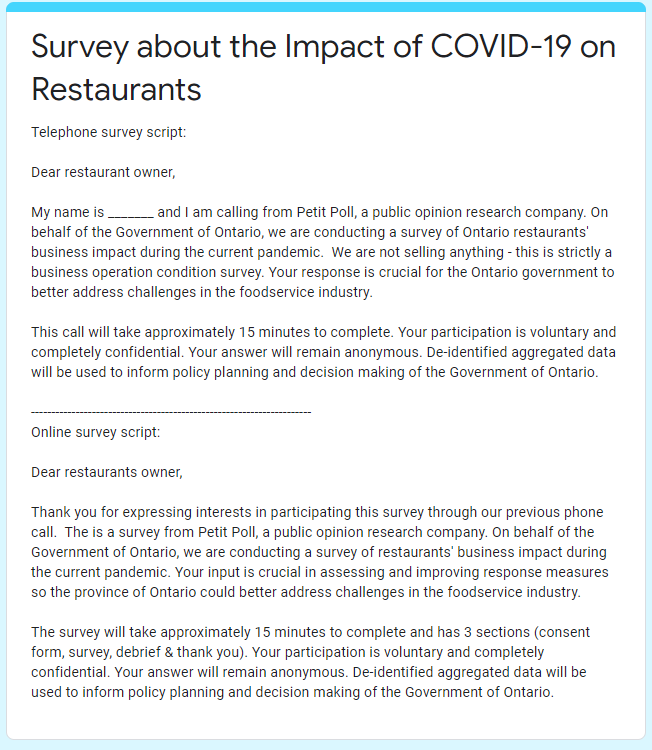 Survey about the Impact of COVID-19 on
Restaurants
Telephone survey script:
Dear restaurant owner,
My name is _______ and I am calling from Petit Poll, a public opinion research company. On
behalf of the Government of Ontario, we are conducting a survey of Ontario restaurants'
business impact during the current pandemic.  We are not selling anything - this is strictly a
business operation condition survey. Your response is crucial for the Ontario government to
better address challenges in the foodservice industry.
This call will take approximately 15 minutes to complete. Your participation is voluntary and
completely confidential. Your answer will remain anonymous. De-identified aggregated data
will be used to inform policy planning and decision making of the Government of Ontario.
----------------------------------------------------------------------
Online survey script:
Dear restaurants owner,
Thank you for expressing interests in participating this survey through our previous phone
call.  The is a survey from Petit Poll, a public opinion research company. On behalf of the
Government of Ontario, we are conducting a survey of restaurants' business impact during
the current pandemic. Your input is crucial in assessing and improving response measures
so the province of Ontario could better address challenges in the foodservice industry.
The survey will take approximately 15 minutes to complete and has 3 sections (consent
form, survey, debrief & thank you). Your participation is voluntary and completely
confidential. Your answer will remain anonymous. De-identified aggregated data will be
used to inform policy planning and decision making of the Government of Ontario.